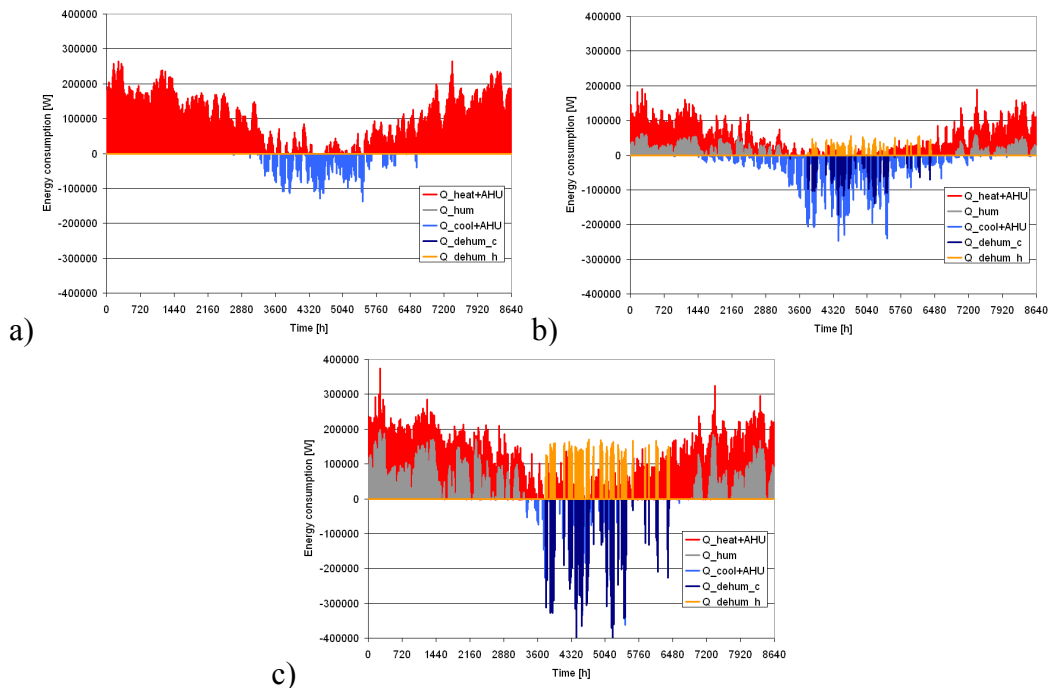 400000
300000
200000
100000
0
-100000
-200000
-300000
-400000
Energy consumption [W]
Q_heat+AHU
Q_hum
Q_cool+AHU
Q_dehum_c
Q_dehum_h
0 720 1440 2160 2880 3600 4320 5040 5760 6480 7200 7920 8640
Time [h]
a)
400000
300000
200000
100000
0
-100000
-200000
-300000
-400000
Energy consumption [W]
Q_heat+AHU
Q_hum
Q_cool+AHU
Q_dehum_c
Q_dehum_h
0 720 1440 2160 2880 3600 4320 5040 5760 6480 7200 7920 8640
Time [h]
b)
400000
300000
200000
100000
0
-100000
-200000
-300000
-400000
Energy consumption [W]
Q_heat+AHU
Q_hum
Q_cool+AHU
Q_dehum_c
Q_dehum_h
0 720 1440 2160 2880 3600 4320 5040 5760 6480 7200 7920 8640
Time [h]
c)